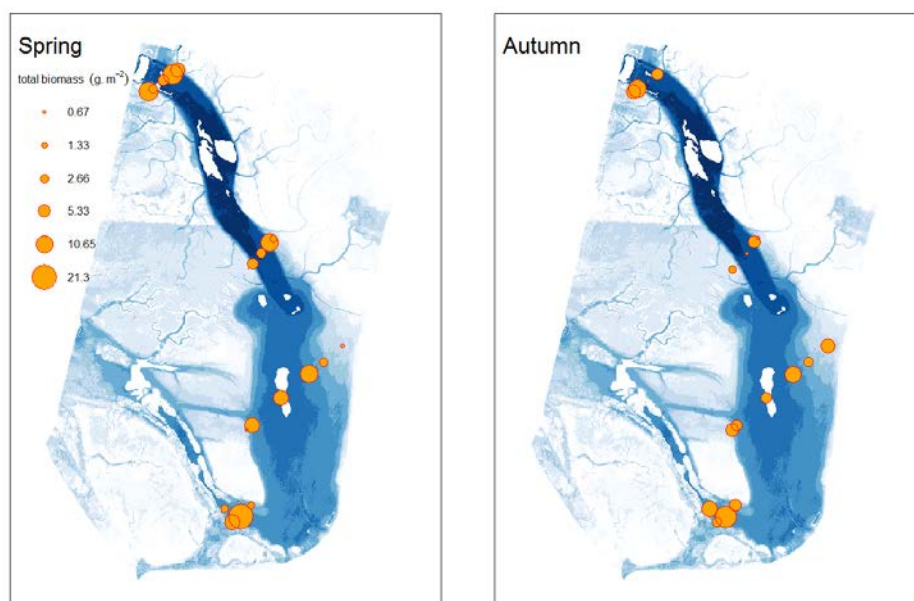 Spring
total biomass (g. m⁻²)
0.67
1.33
2.66
5.33
10.65
21.3
Autumn